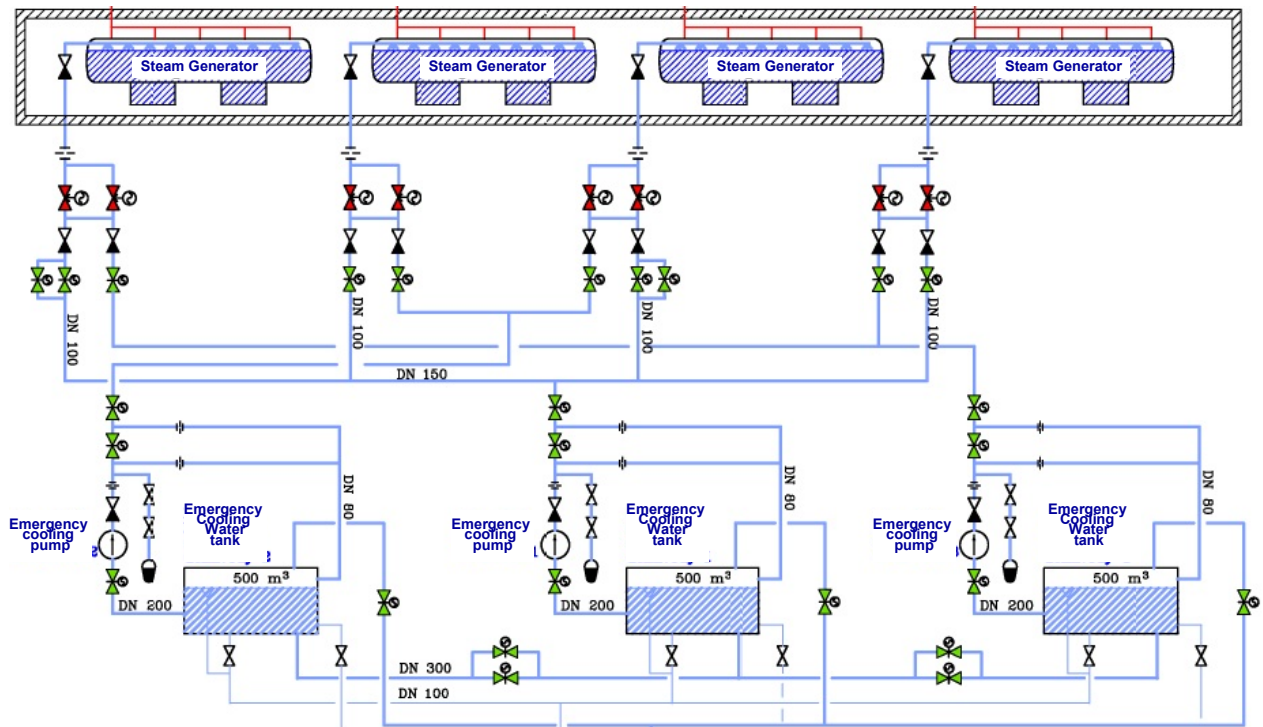 Steam Generator
Steam Generator
Steam Generator
Steam Generator
DN 100
DN 100
DN 100
DN 100
DN 150
DN 80
DN 80
DN 80
Emergency
cooling
pump
Emergency
Cooling
Water
tank
Emergency
cooling
pump
Emergency
Cooling
Water
tank
Emergency
cooling
pump
Emergency
Cooling
Water
tank
500 m³
500 m³
500 m³
DN 200
DN 200
DN 200
DN 300
DN 100